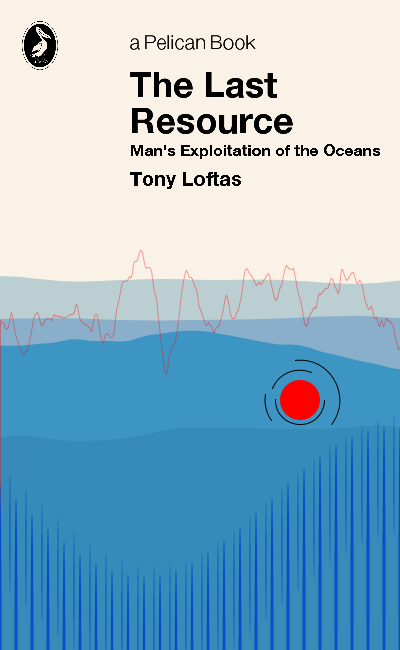 a Pelican Book
The Last
Resource
Man's Exploitation of the Oceans
Tony Loftas